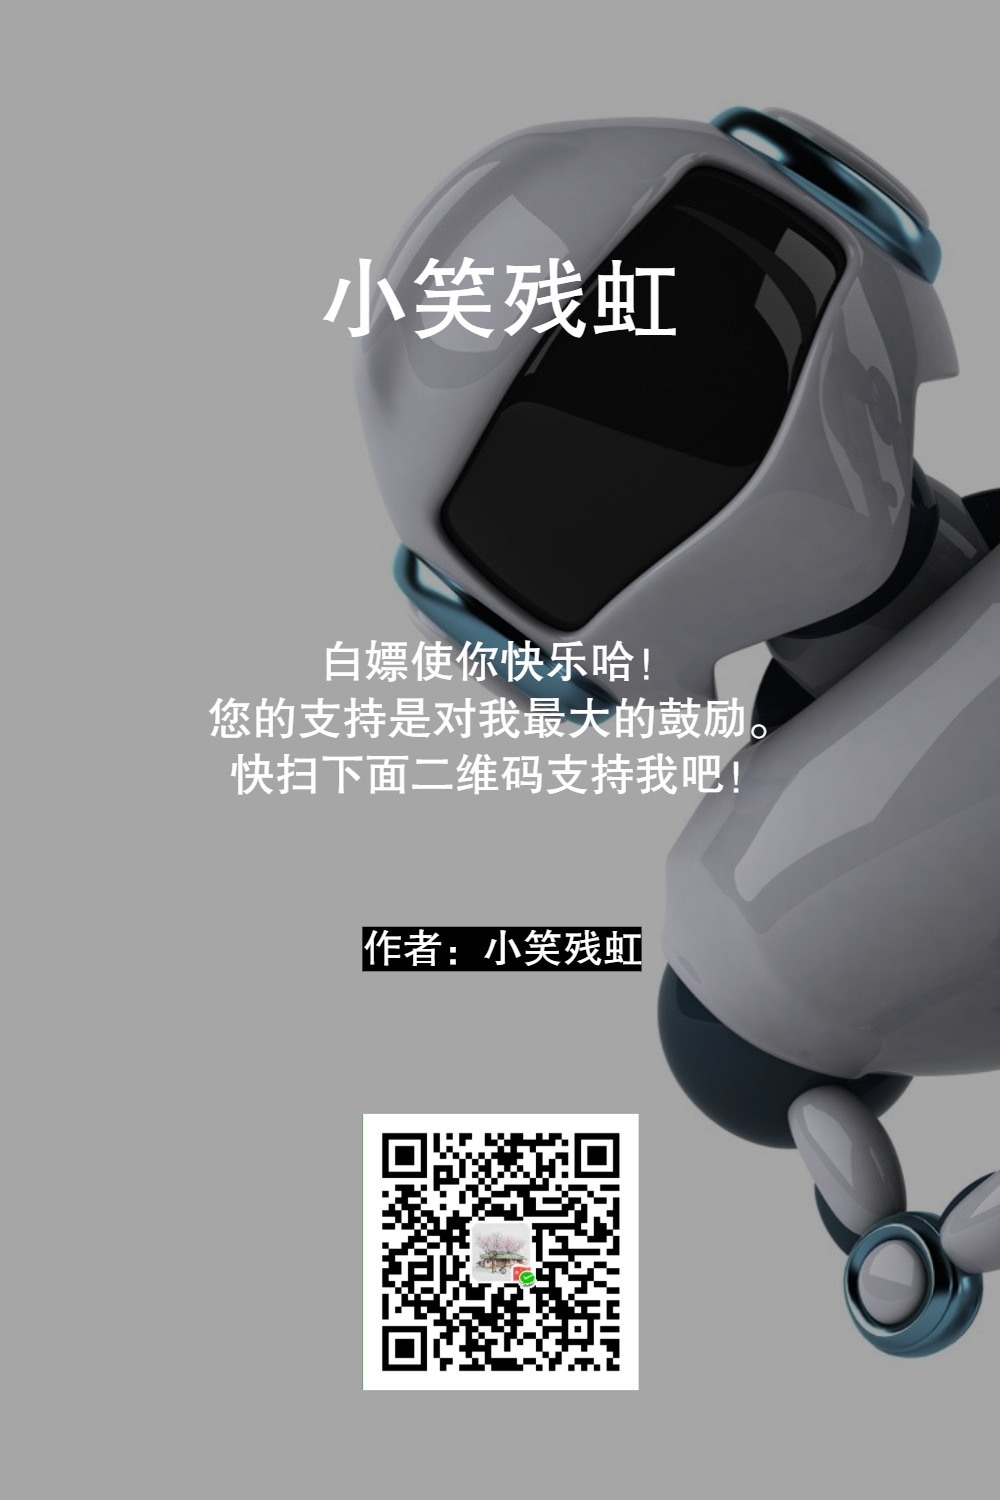 小笑残虹
白嫖使你快乐哈！
您的支持是对我最大的鼓励。
快扫下面二维码支持我吧！
作者：小笑残虹